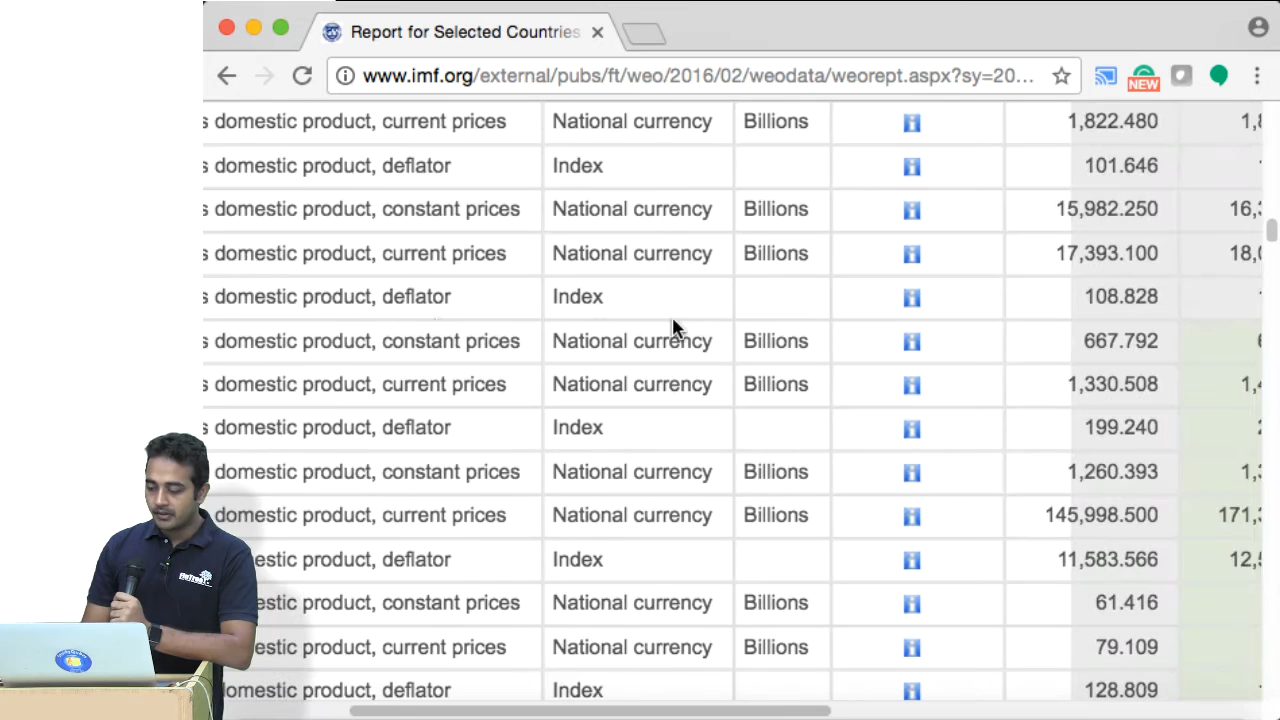 Report for Selected Countries
www.imf.org/external/pubs/ft/weo/2016/02/weodata/weorept.aspx?sy=20...
NEW
s domestic product, current prices National currency Billions 1,822.480
s domestic product, deflator Index 101.646
s domestic product, constant prices National currency Billions 15,982.250 16,
s domestic product, current prices National currency Billions 17,393.100 18,
s domestic product, deflator Index 108.828
s domestic product, constant prices National currency Billions 667.792
s domestic product, current prices National currency Billions 1,330.508
s domestic product, deflator Index 199.240
domestic product, constant prices National currency Billions 1,260.393
domestic product, current prices National currency Billions 145,998.500 171,
domestic product, deflator Index 11,583.566 12,
estic product, constant prices National currency Billions 61.416
domestic product, current prices National currency Billions 79.109
domestic product, deflator Index 128.809